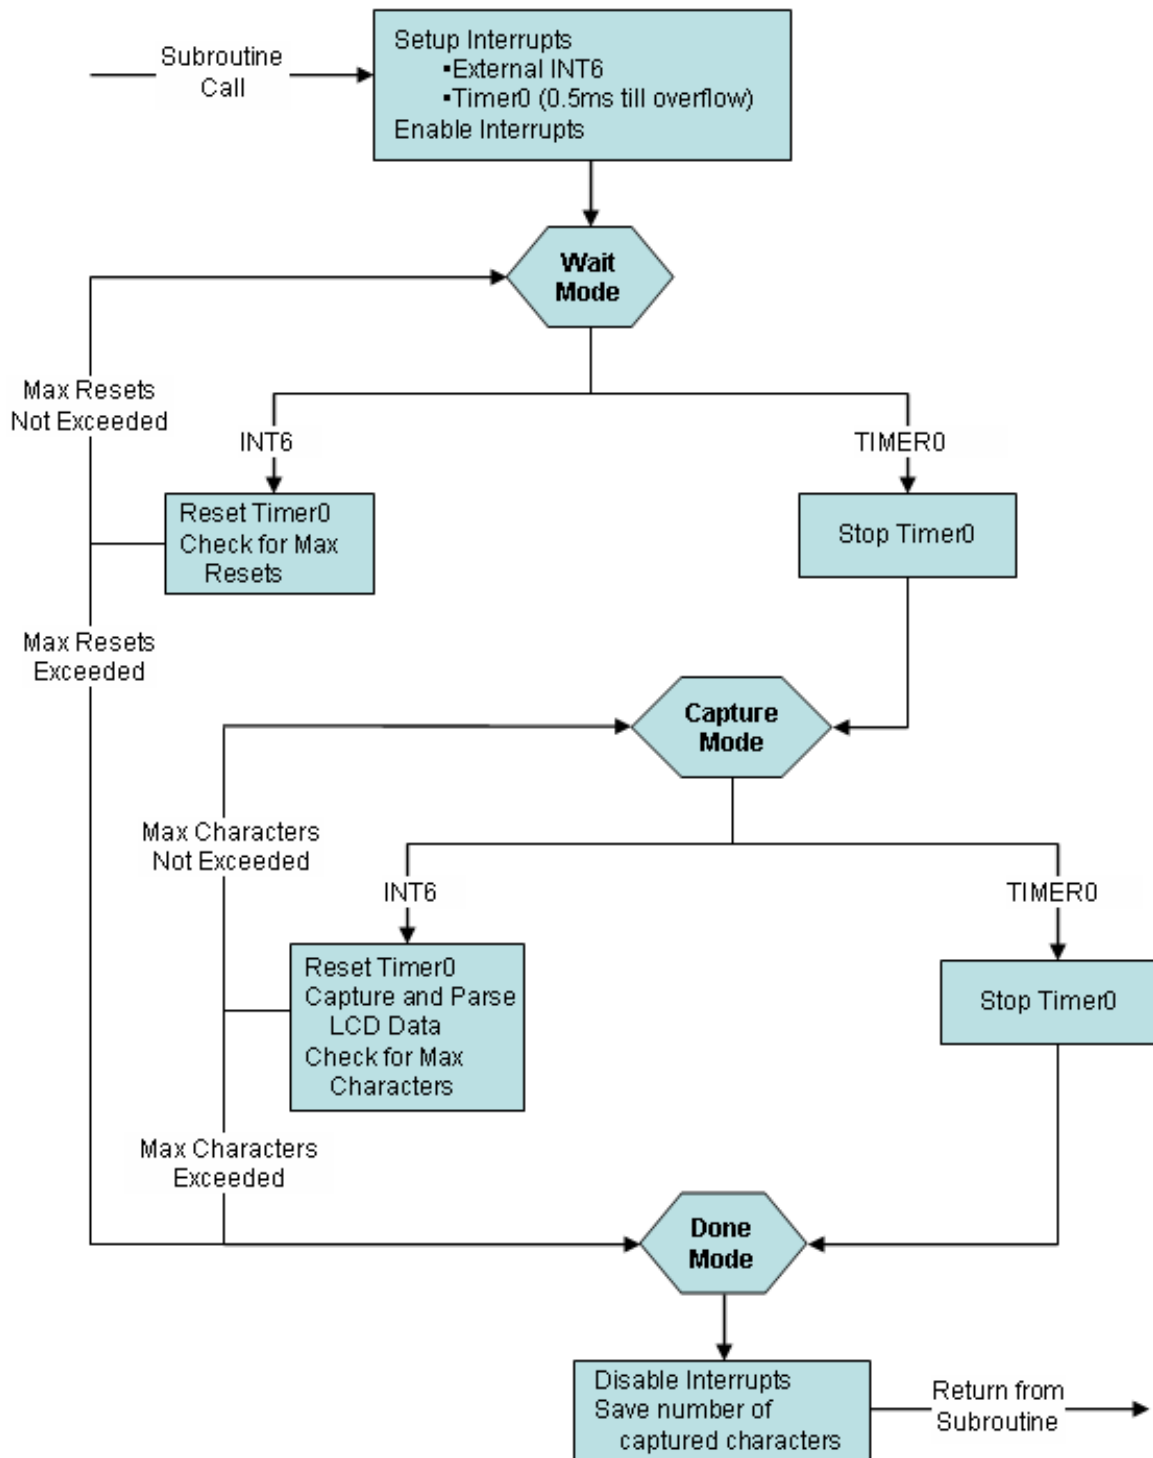 Subroutine
Call
Setup Interrupts
▪External INT6
▪Timer0 (0.5ms till overflow)
Enable Interrupts
Wait
Mode
Max Resets
Not Exceeded
INT6
TIMER0
Reset Timer0
Check for Max
Resets
Stop Timer0
Max Resets
Exceeded
Capture
Mode
Max Characters
Not Exceeded
INT6
TIMER0
Reset Timer0
Capture and Parse
LCD Data
Check for Max
Characters
Stop Timer0
Max Characters
Exceeded
Done
Mode
Disable Interrupts
Save number of
captured characters
Return from
Subroutine